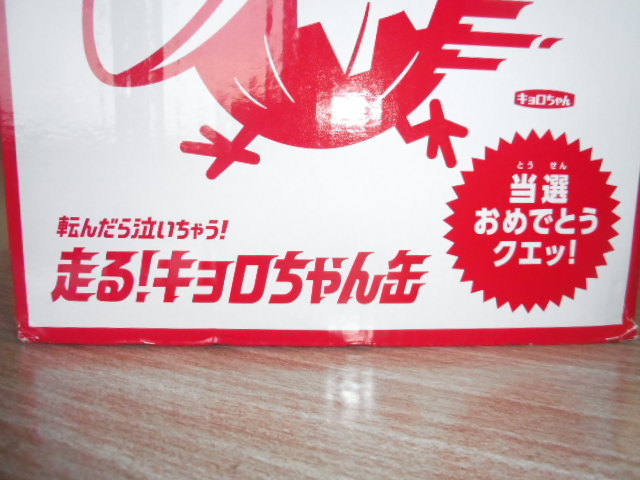 キョロちゃん
とう せん
当選
おめでとう
クエッ!
転んだら泣いちゃう!
走る!キョロちゃん缶